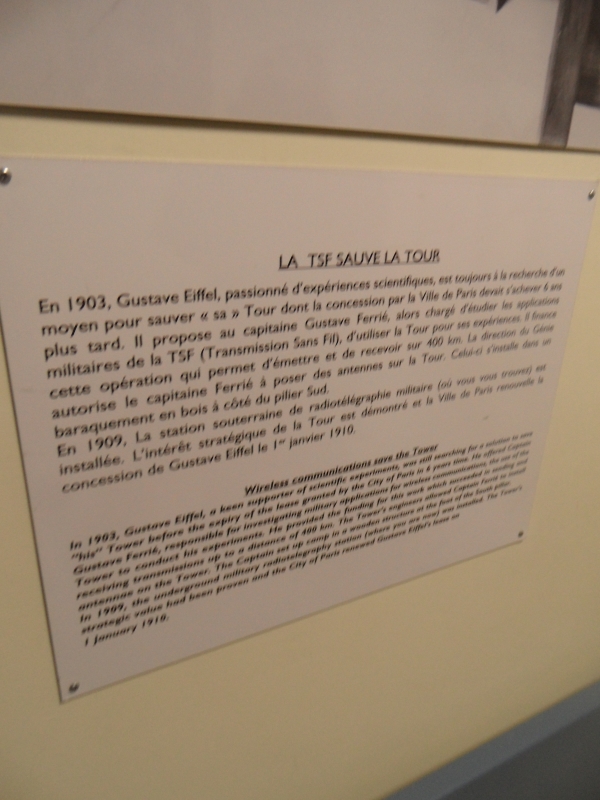 LA TSF SAUVE LA TOUR
En 1903, Gustave Eiffel, passionné d'expériences scientifiques, est toujours à la recherche d'un
moyen pour sauver « sa » Tour dont la concession par la Ville de Paris devait s'achever 6 ans
plus tard. Il propose au capitaine Gustave Ferrié, alors chargé d'étudier les applications
militaires de la TSF (Transmission Sans Fil), d'utiliser la Tour pour ses expériences. Il finance
cette opération qui permet d'émettre et de recevoir sur 400 km. La direction du Génie
autorise le capitaine Ferrié à poser des antennes sur la Tour. Celui-ci s'installe dans un
baraquement en bois à côté du pilier Sud.
En 1909, La station souterraine de radiotélégraphie militaire (où vous vous trouvez) est
installée. L'intérêt stratégique de la Tour est démontré et la Ville de Paris renouvelle la
concession de Gustave Eiffel le 1er janvier 1910.
Wireless communications save the Tower
In 1903, Gustave Eiffel, a keen supporter of scientific experiments, was still searching for a solution to save
"his" Tower before the expiry of the lease granted by the City of Paris in 6 years time. He offered Captain
Gustave Ferrié, responsible for investigating military applications for wireless communications, the use of the
Tower to conduct his experiments. He provided the funding for this work which succeeded in sending and
receiving transmissions up to a distance of 400 km. The Tower's engineers allowed Captain Ferrié to install
antennae on the Tower. The Captain set up camp in a wooden structure at the foot of the South pillar.
In 1909, the underground military radiotelegraphy station (where you are now) was installed. The Tower's
strategic value had been proven and the City of Paris renewed Gustave Eiffel's lease on
1 January 1910.